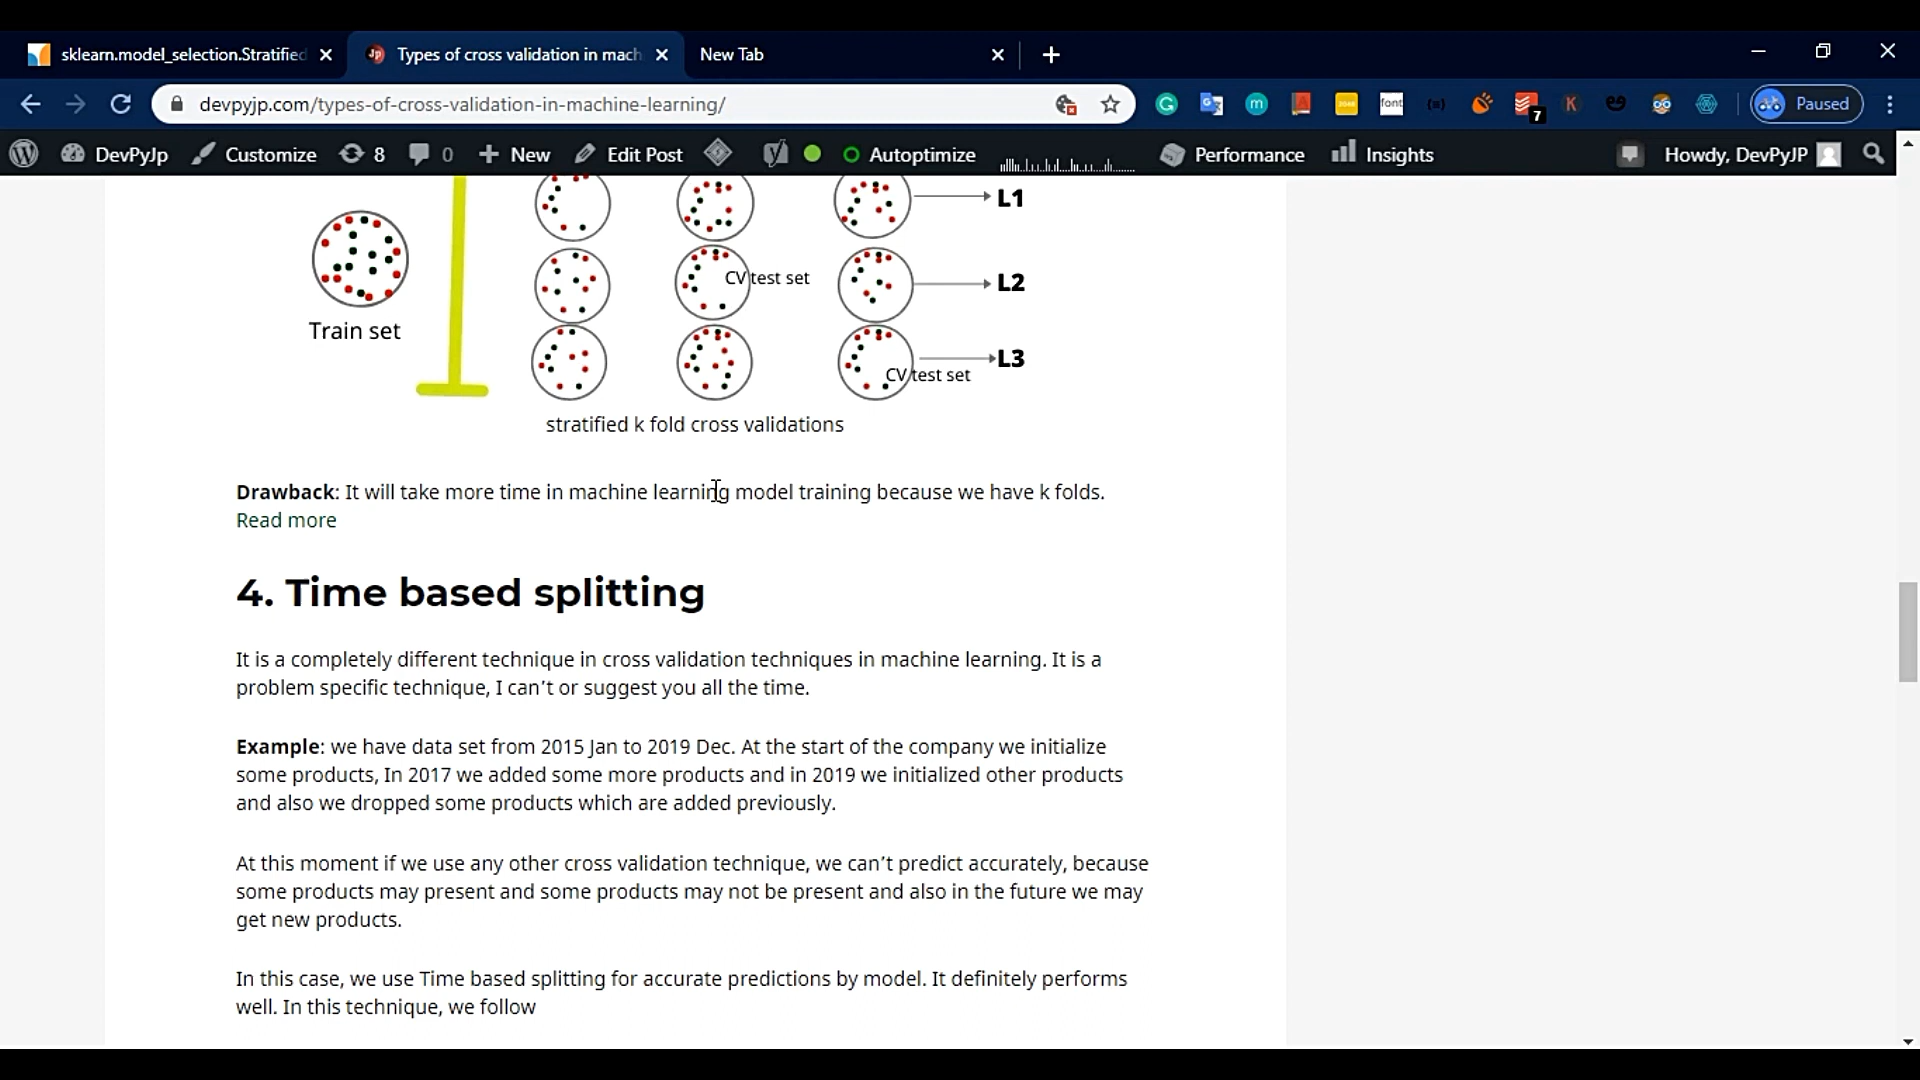 sklearn.model_selection.Stratified
Types of cross validation in mach
New Tab
devpyjp.com/types-of-cross-validation-in-machine-learning/
font
7
K
Paused
DevPyJp
Customize
8
0
New
Edit Post
Autoptimize
Performance
Insights
Howdy, DevPyJP
L1
CV test set
L2
Train set
L3
CV test set
stratified k fold cross validations
Drawback: It will take more time in machine learning model training because we have k folds.
Read more
4. Time based splitting
It is a completely different technique in cross validation techniques in machine learning. It is a
problem specific technique, I can’t or suggest you all the time.
Example: we have data set from 2015 Jan to 2019 Dec. At the start of the company we initialize
some products, In 2017 we added some more products and in 2019 we initialized other products
and also we dropped some products which are added previously.
At this moment if we use any other cross validation technique, we can’t predict accurately, because
some products may present and some products may not be present and also in the future we may
get new products.
In this case, we use Time based splitting for accurate predictions by model. It definitely performs
well. In this technique, we follow